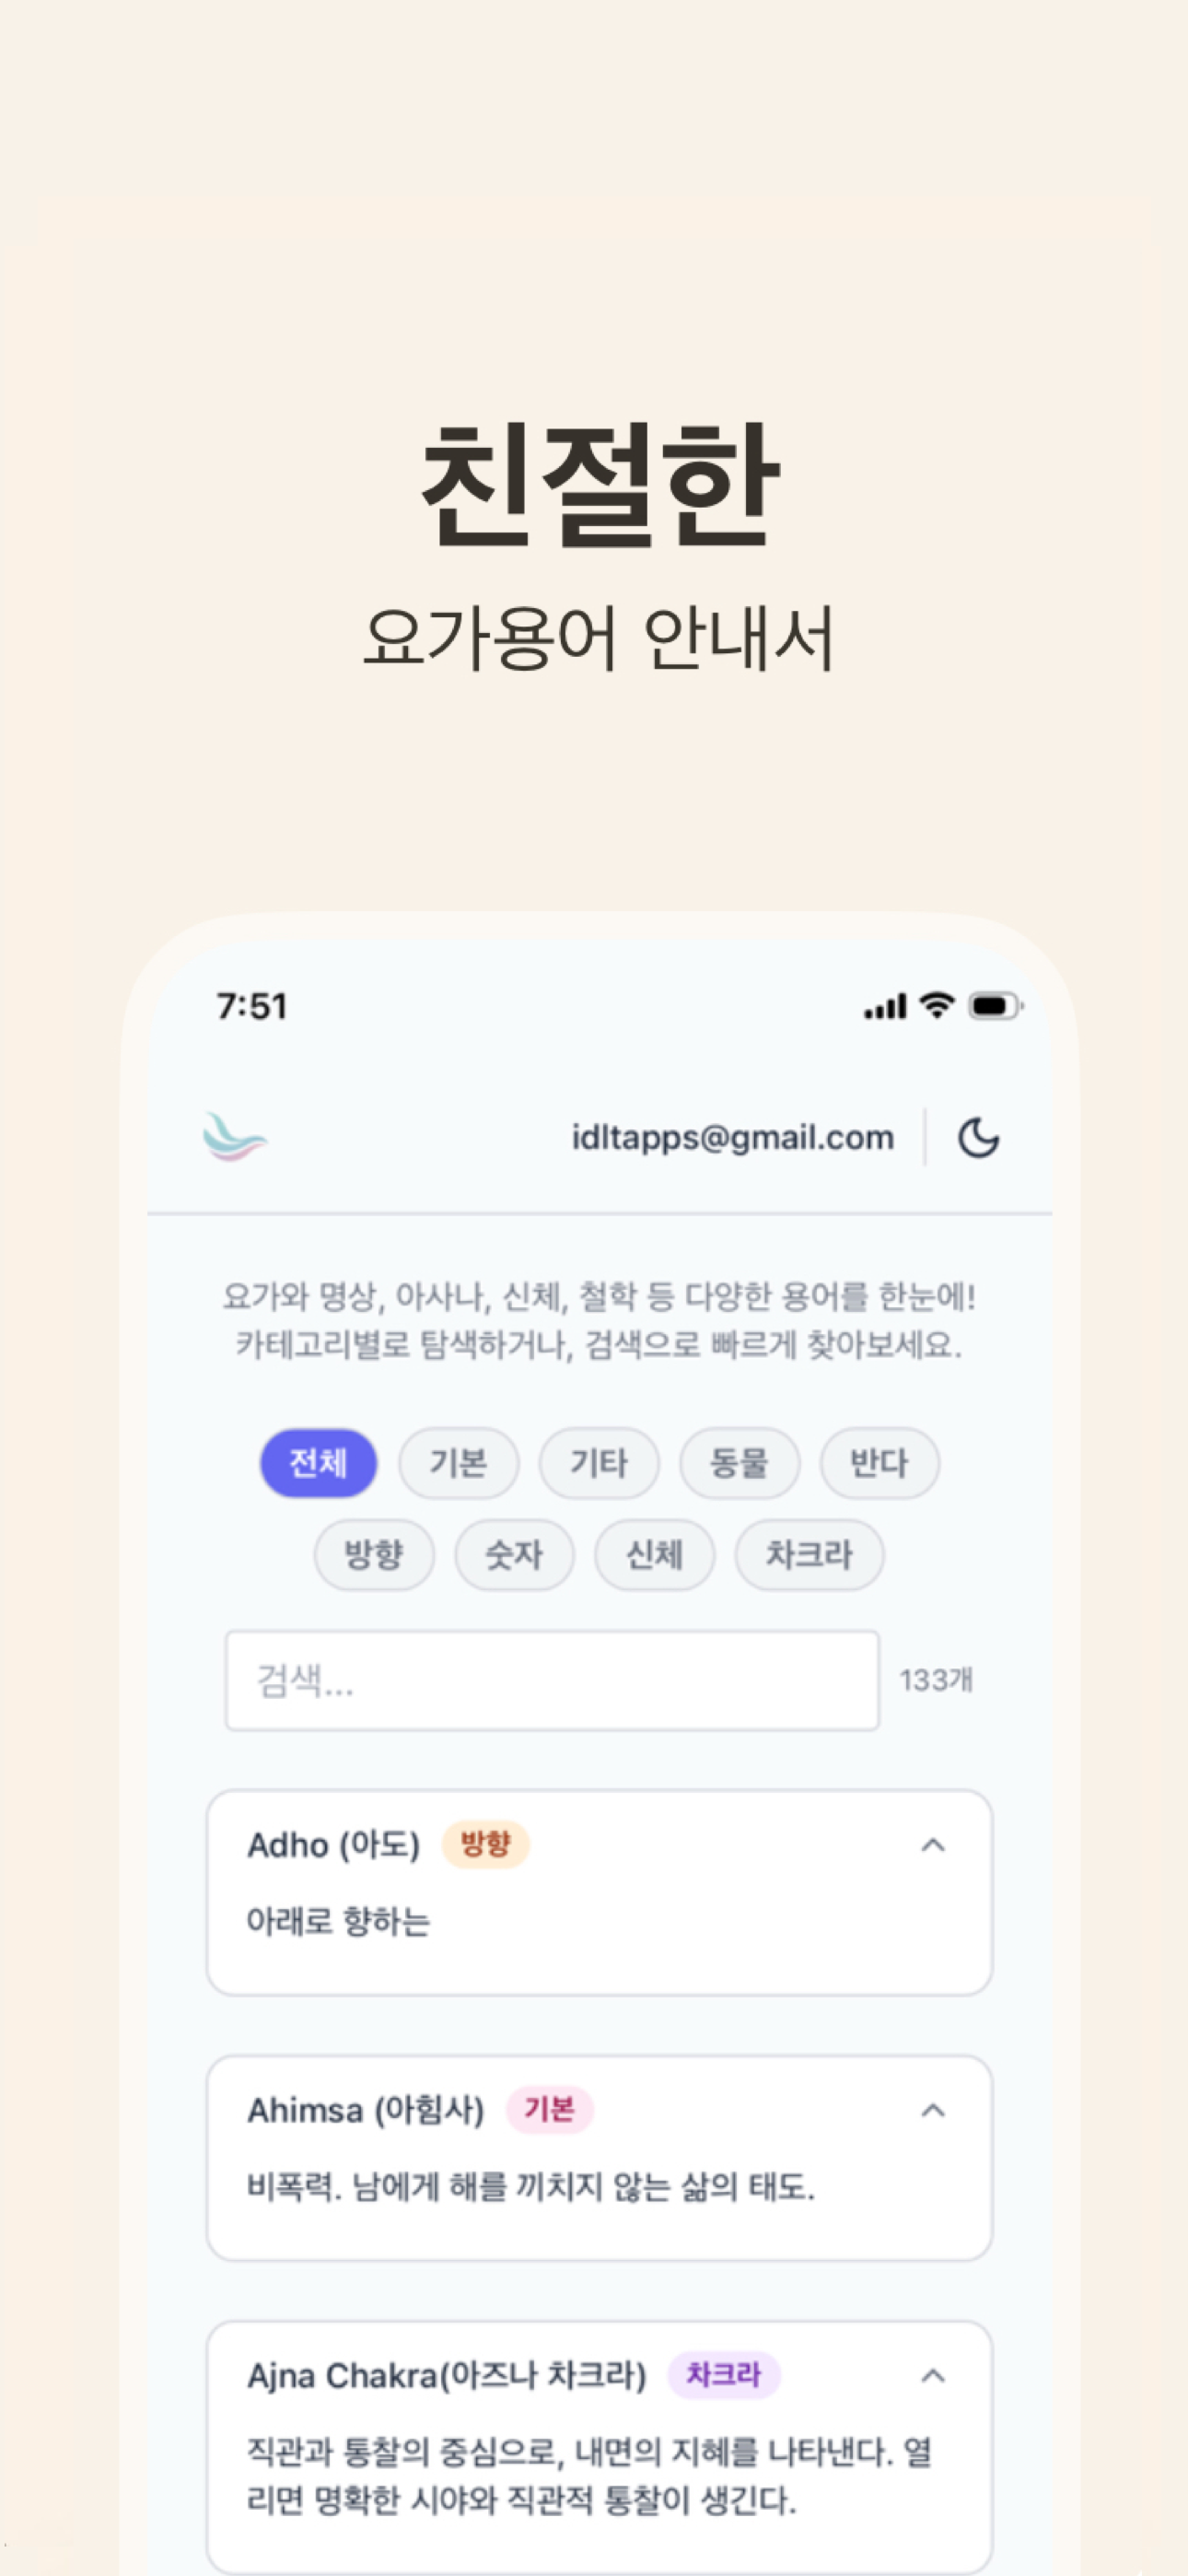 친절한
요가용어 안내서
7:51
idltapps@gmail.com
요가와 명상, 아사나, 신체, 철학 등 다양한 용어를 한눈에!
카테고리별로 탐색하거나, 검색으로 빠르게 찾아보세요.
전체 기본 기타 동물 반다
방향 숫자 신체 차크라
검색... 133개
Adho (아도) 방향
아래로 향하는
Ahimsa (아힘사) 기본
비폭력. 남에게 해를 끼치지 않는 삶의 태도.
Ajna Chakra(아즈나 차크라) 차크라
직관과 통찰의 중심으로, 내면의 지혜를 나타낸다. 열
리면 명확한 시야와 직관적 통찰이 생긴다.